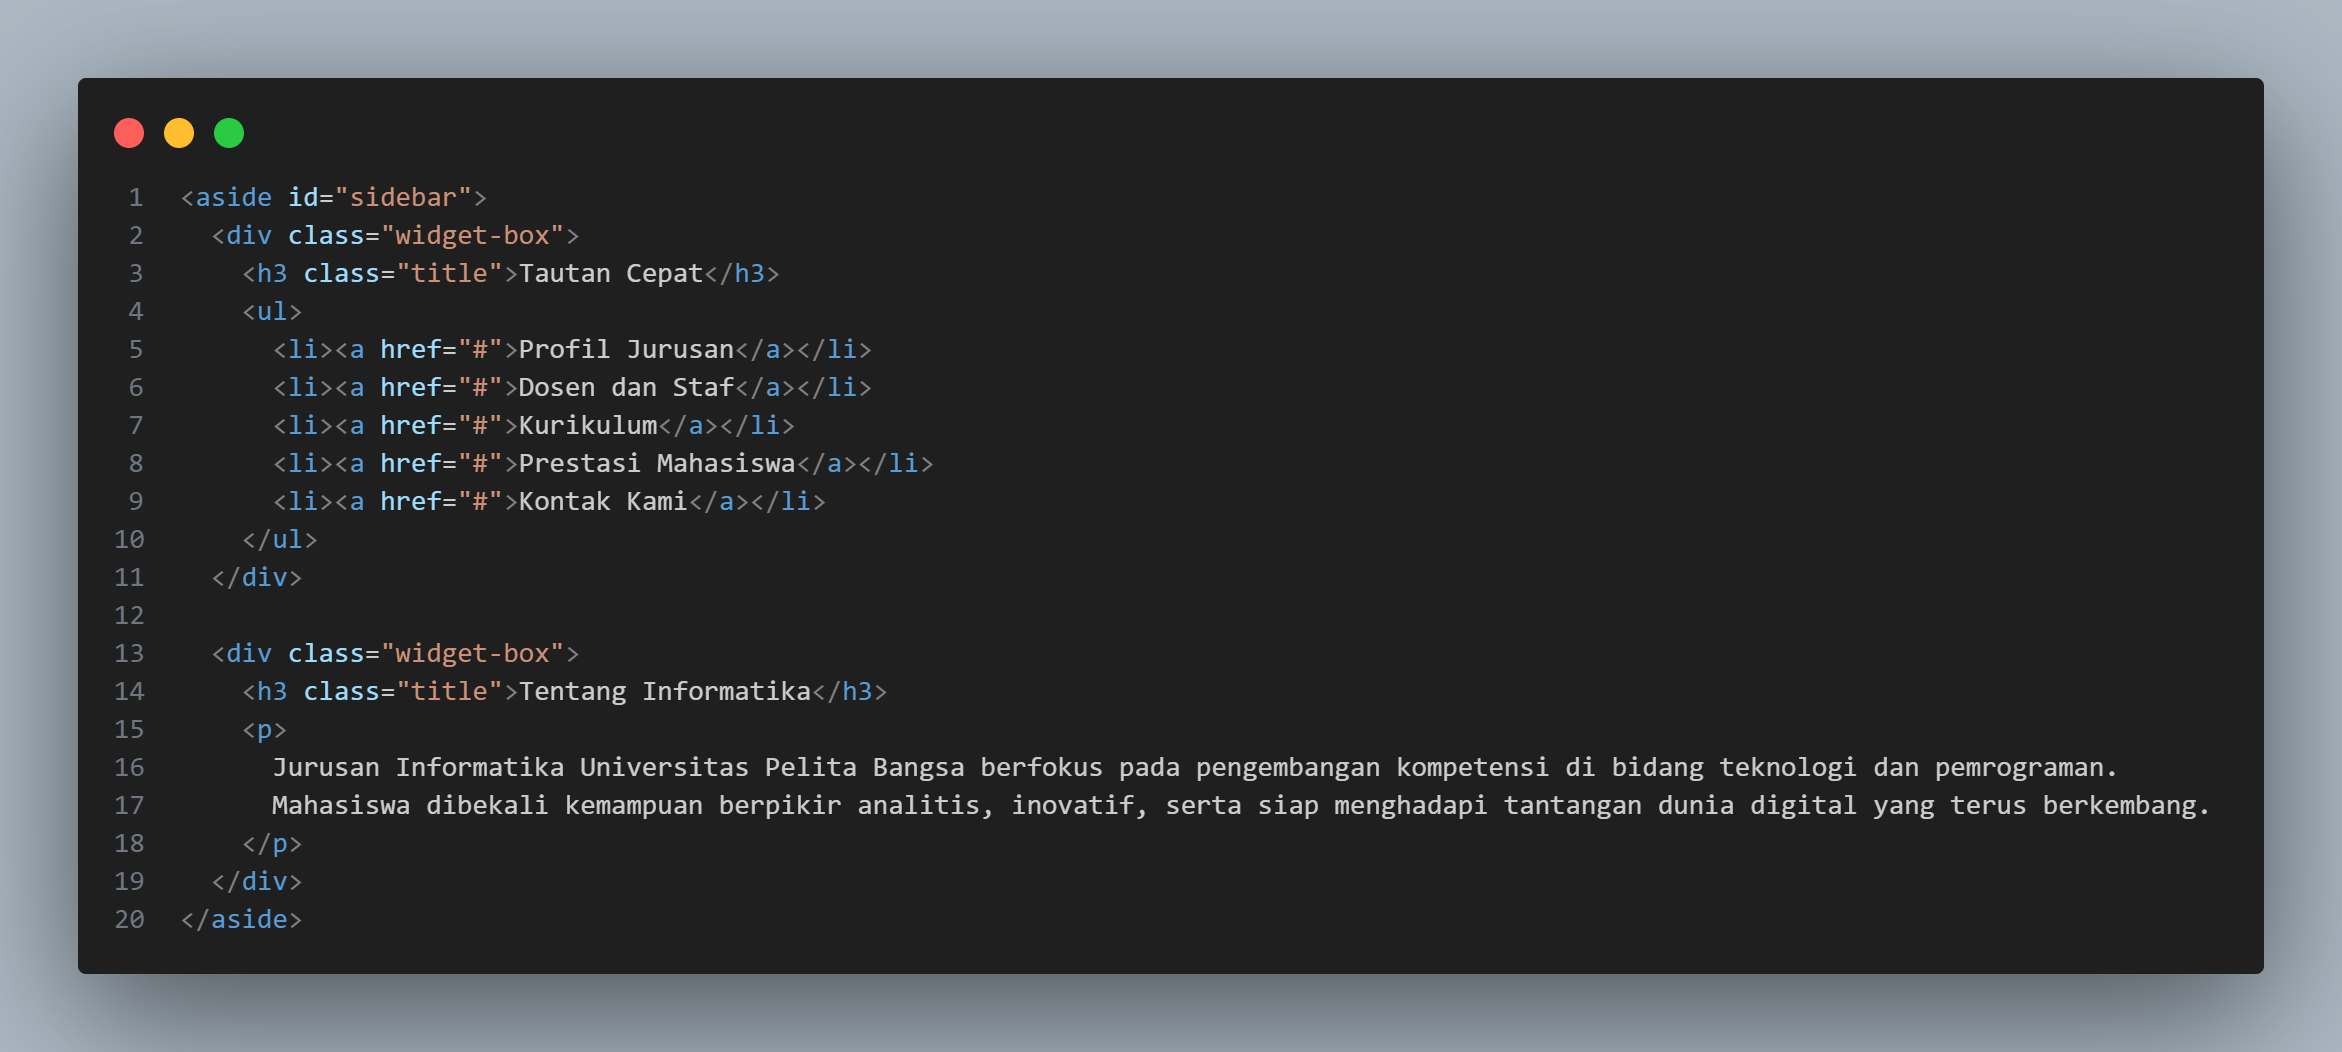 1 <aside id="sidebar">
2   <div class="widget-box">
3     <h3 class="title">Tautan Cepat</h3>
4     <ul>
5       <li><a href="#">Profil Jurusan</a></li>
6       <li><a href="#">Dosen dan Staf</a></li>
7       <li><a href="#">Kurikulum</a></li>
8       <li><a href="#">Prestasi Mahasiswa</a></li>
9       <li><a href="#">Kontak Kami</a></li>
10     </ul>
11   </div>
12
13   <div class="widget-box">
14     <h3 class="title">Tentang Informatika</h3>
15     <p>
16       Jurusan Informatika Universitas Pelita Bangsa berfokus pada pengembangan kompetensi di bidang teknologi dan pemrograman.
17       Mahasiswa dibekali kemampuan berpikir analitis, inovatif, serta siap menghadapi tantangan dunia digital yang terus berkembang.
18     </p>
19   </div>
20 </aside>